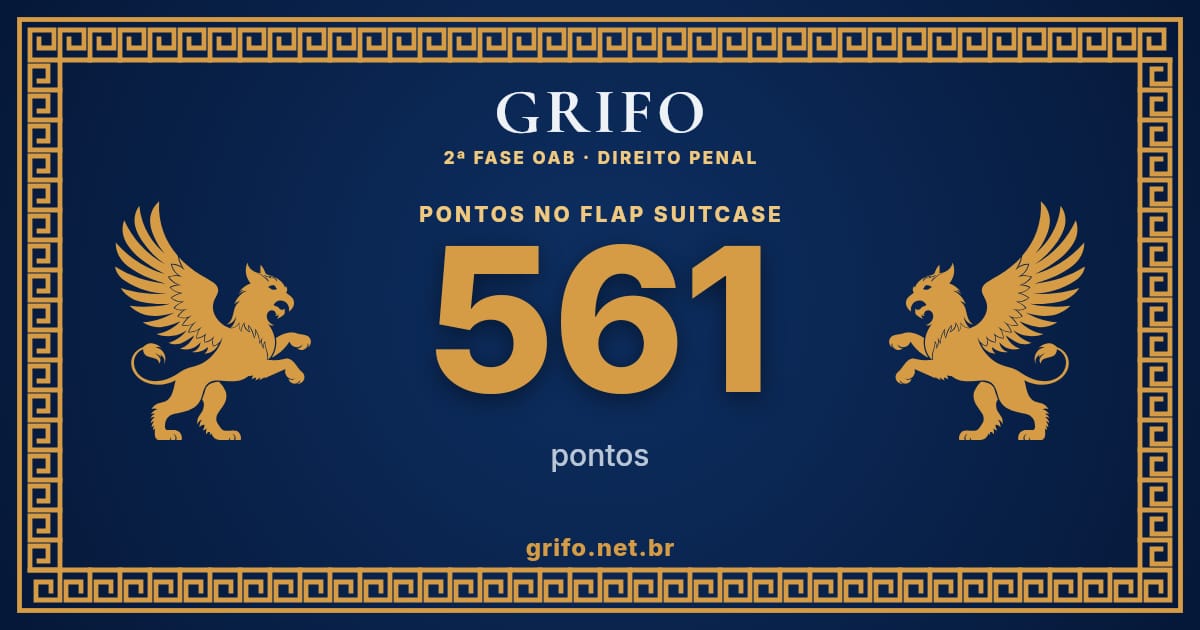 GRIFO
2ª FASE OAB · DIREITO PENAL
PONTOS NO FLAP SUITCASE
561
pontos
grifo.net.br